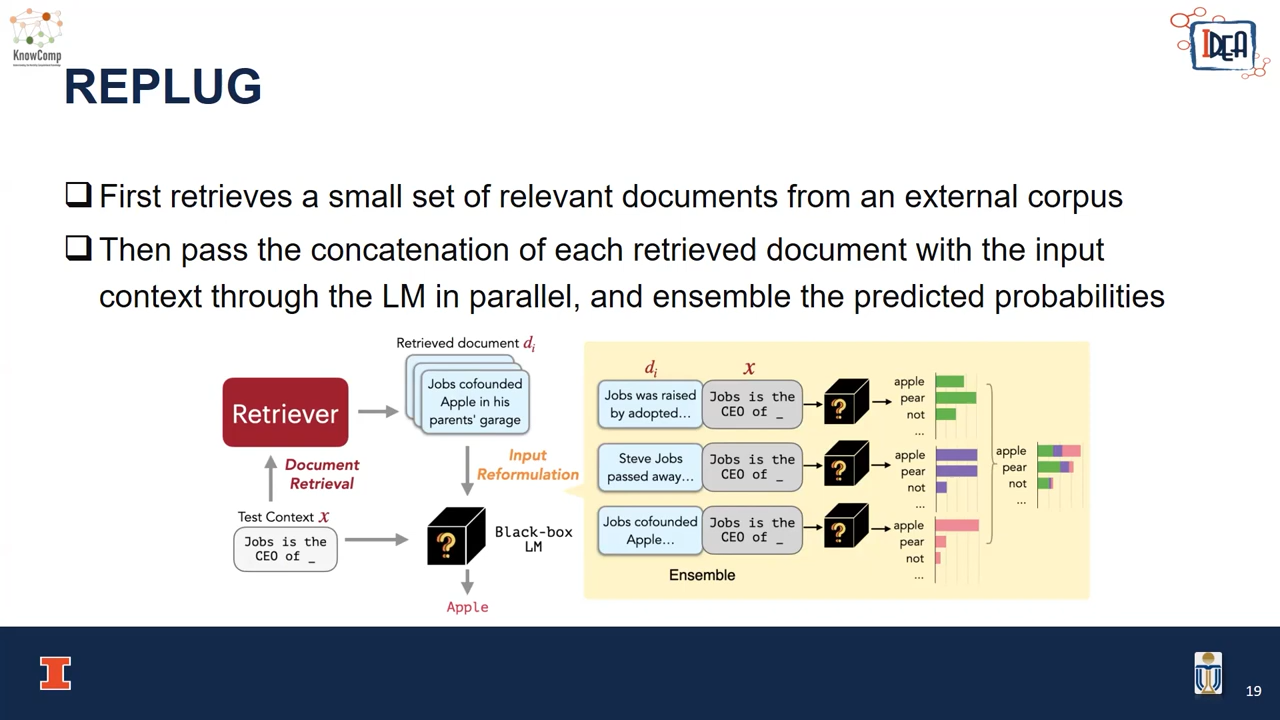 KnowComp
IDEA
REPLUG
First retrieves a small set of relevant documents from an external corpus
Then pass the concatenation of each retrieved document with the input
context through the LM in parallel, and ensemble the predicted probabilities
Retrieved document di
Jobs cofounded
Apple in his
parents' garage
Retriever
Document
Retrieval
Input
Reformulation
Test Context x
Jobs is the
CEO of _
?
Black-box
LM
Apple
di
x
Jobs was raised
by adopted...
Jobs is the
CEO of _
?
apple
pear
not
...
Steve Jobs
passed away...
Jobs is the
CEO of _
?
apple
pear
not
...
Jobs cofounded
Apple...
Jobs is the
CEO of _
?
apple
pear
not
...
apple
pear
not
...
Ensemble
I
19